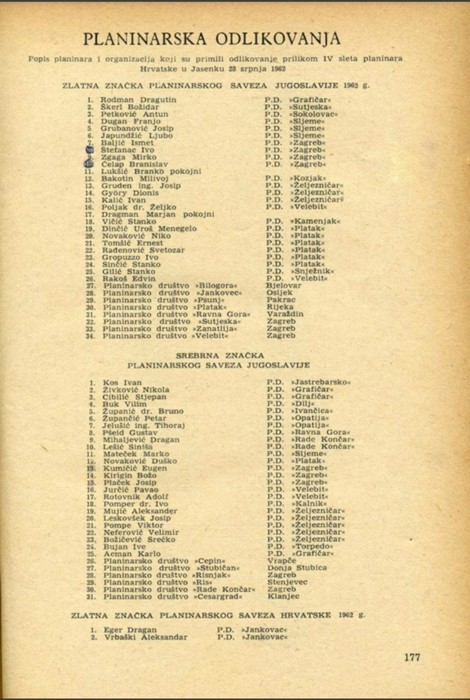 PLANINARSKA ODLIKOVANJA
Popis planinara i organizacija koji su primili odlikovanje prilikom IV sleta planinara
Hrvatske u Jasenku 28 srpnja 1962
ZLATNA ZNAČKA PLANINARSKOG SAVEZA JUGOSLAVIJE 1962 g.
1. Rodman Dragutin P.D. »Grafičar«
2. Škerl Božidar P.D. »Sutjeska«
3. Petković Antun P.D. »Sokolovac«
4. Dugan Franjo P.D. »Sljeme«
5. Grubanović Josip P.D. »Sljeme«
6. Japundžić Ljubo P.D. »Sljeme«
7. Baljić Ismet P.D. »Zagreb«
Štefanac Ivo P.D. »Zagreb«
Zgaga Mirko P.D. »Zagreb«
Čelap Branislav P.D. »Zagreb«
11. Lukšić Branko pokojni
12. Bakotin Milivoj P.D. »Kozjak«
13. Gruden ing. Josip P.D. »Željezničar«
14. Györy Dionis P.D. »Željezničar«
15. Kalić Ivan P.D. »Željezničar«
16. Poljak dr. Željko P.D. »Velebit«
17. Dragman Marjan pokojni
18. Vičić Stanko P.D. »Kamenjak«
19. Dinčić Uroš Menegelo P.D. »Platak«
20. Novaković Niko P.D. »Platak«
21. Tomšić Ernest P.D. »Platak«
22. Rađenović Svetozar P.D. »Platak«
23. Gropuzzo Ivo P.D. »Platak«
24. Sinčić Stanko P.D. »Platak«
25. Gilić Stanko P.D. »Snježnik«
26. Rakoš Edvin P.D. »Velebit«
27. Planinarsko društvo »Bilogora« Bjelovar
28. Planinarsko društvo »Jankovec« Osijek
29. Planinarsko društvo »Psunj« Pakrac
30. Planinarsko društvo »Platak« Rijeka
31. Planinarsko društvo »Ravna Gora« Varaždin
32. Planinarsko društvo »Sutjeska« Zagreb
33. Planinarsko društvo »Zanatlija« Zagreb
34. Planinarsko društvo »Velebit« Zagreb
SREBRNA ZNAČKA
PLANINARSKOG SAVEZA JUGOSLAVIJE
1. Kos Ivan P.D. »Jastrebarsko«
2. Živković Nikola P.D. »Grafičar«
3. Cibilić Stjepan P.D. »Grafičar«
4. Buk Vilim P.D. »Dilj«
5. Županić dr. Bruno P.D. »Ivančica«
6. Župančić Petar P.D. »Opatija«
7. Jelušić ing. Tihoraj P.D. »Opatija«
8. Pšeid Gustav P.D. »Ravna Gora«
9. Mihaljević Dragan P.D. »Rade Končar«
10. Lešić Siniša P.D. »Rade Končar«
11. Mateček Marko P.D. »Sljeme«
12. Novaković Duško P.D. »Platak«
13. Kumičić Eugen P.D. »Zagreb«
14. Kirigin Božo P.D. »Zagreb«
15. Plaček Josip P.D. »Zagreb«
16. Jurčić Pavao P.D. »Velebit«
17. Rotovnik Adolf P.D. »Velebit«
18. Pomper dr. Ivo P.D. »Kalnik«
19. Mujić Aleksander P.D. »Željezničar«
20. Leskovšek Josip P.D. »Željezničar«
21. Pompe Viktor P.D. »Željezničar«
22. Neferović Velimir P.D. »Željezničar«
23. Božičević Srećko P.D. »Željezničar«
24. Bujan Ive P.D. »Torpedo«
25. Acman Karlo P.D. »Grafičar«
26. Planinarsko društvo »Cepin« Vrapče
27. Planinarsko društvo »Stubičan« Donja Stubica
28. Planinarsko društvo »Risnjak« Zagreb
29. Planinarsko društvo »Ris« Stenjevec
30. Planinarsko društvo »Rade Končar« Zagreb
31. Planinarsko društvo »Cesargrad« Klanjec
ZLATNA ZNAČKA PLANINARSKOG SAVEZA HRVATSKE 1962 g.
1. Eger Dragan P.D. »Jankovac«
2. Vrbaški Aleksandar P.D. »Jankovac«
177